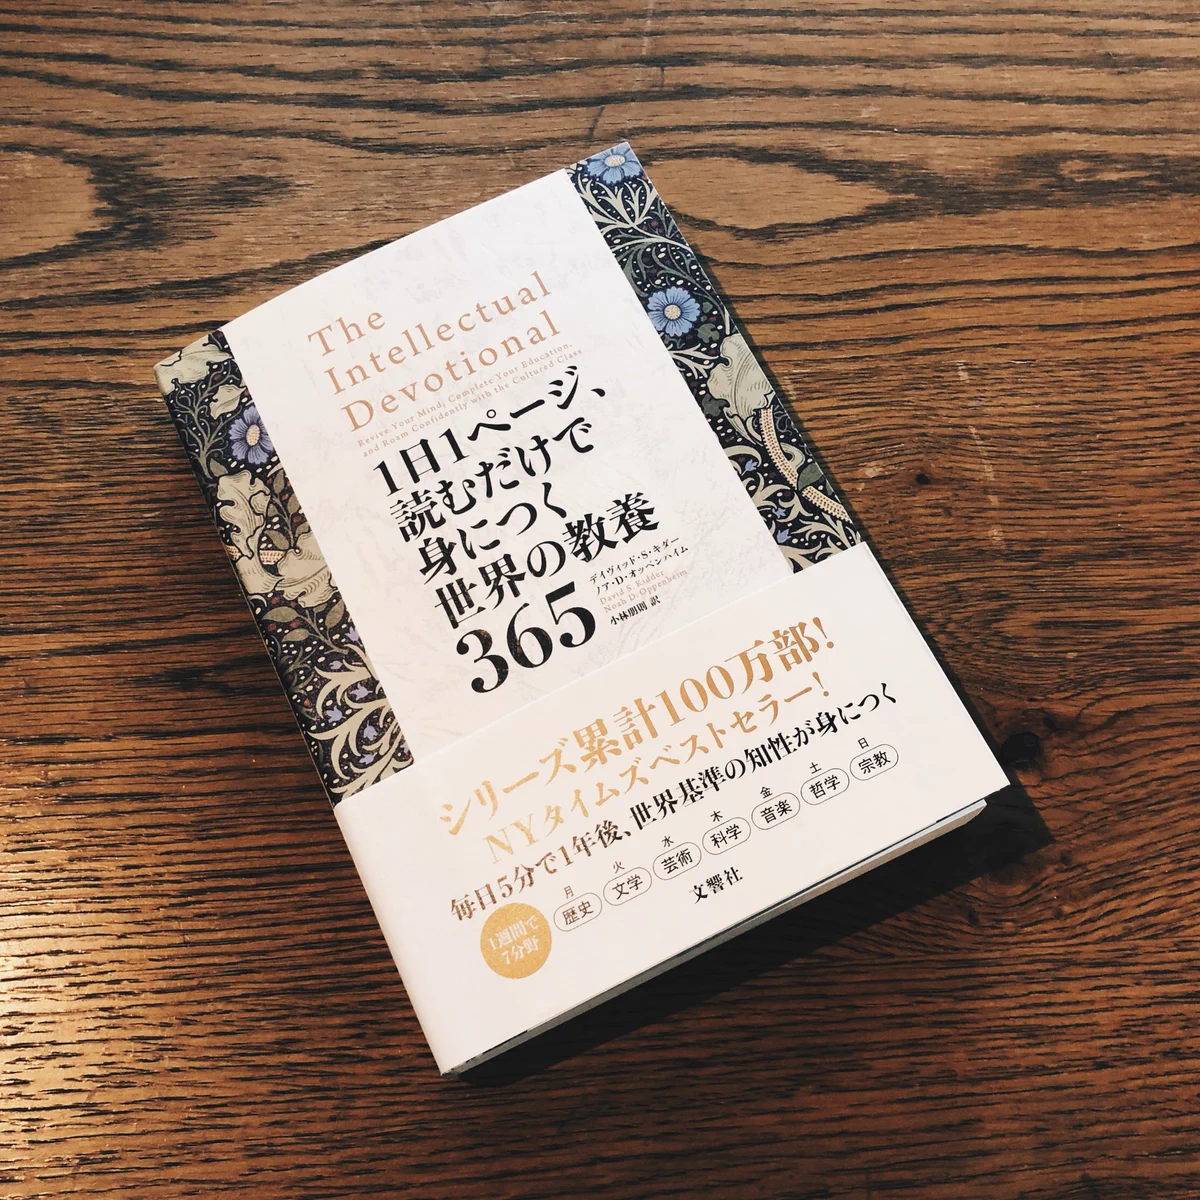 The
Intellectual
Devotional
Revive Your Mind, Complete Your Education,
and Roam Confidently with the Cultured Class
1日1ページ、
読むだけで
身につく
世界の教養
365
デイヴィッド・S・キダー
ノア・D・オッペンハイム
David S. Kidder
Noah D. Oppenheim
小林朋則 訳
シリーズ累計100万部!
NYタイムズベストセラー!
毎日5分で1年後、世界基準の知性が身につく
1週間で
7分野
月 火 水 木 金 土 日
歴史 文学 芸術 科学 音楽 哲学 宗教
文響社